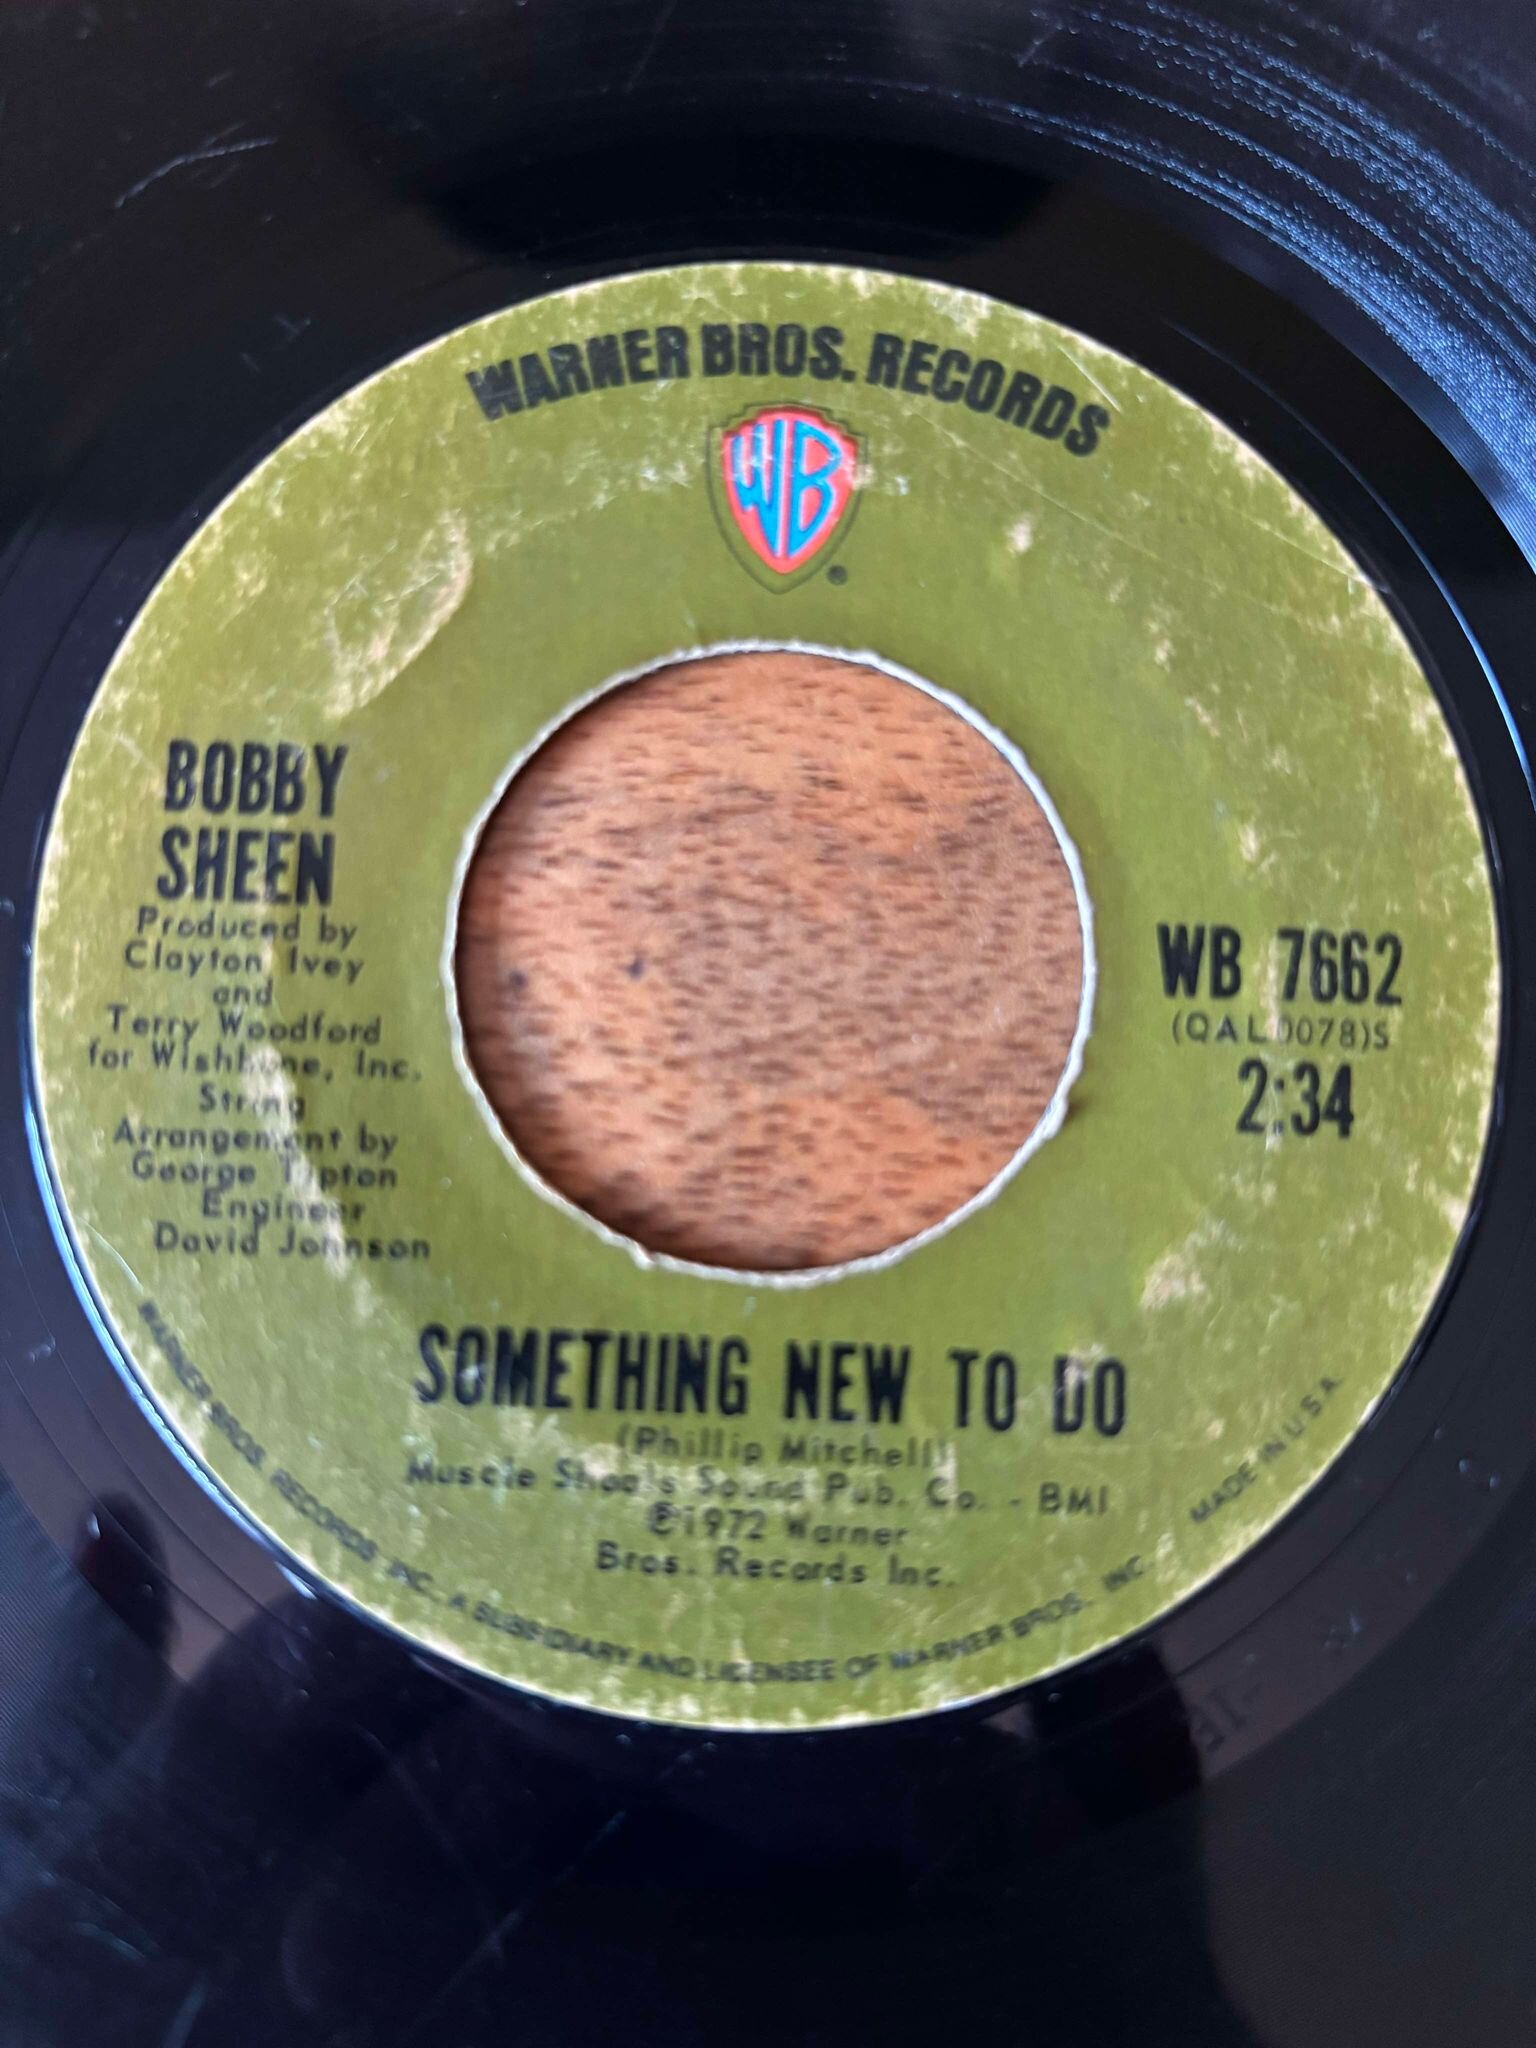 WARNER BROS. RECORDS
WB
®
BOBBY
SHEEN
Produced by
Clayton Ivey
and
Terry Woodford
for Wishbone, Inc.
String
Arrangement by
George Tipton
Engineer
David Johnson
WB 7662
(QAL 0078)S
2:34
SOMETHING NEW TO DO
(Phillip Mitchell)
Muscle Shoals Sound Pub. Co. - BMI
℗1972 Warner
Bros. Records Inc.
WARNER BROS. RECORDS INC. A SUBSIDIARY AND LICENSEE OF WARNER BROS. INC.
MADE IN U.S.A.